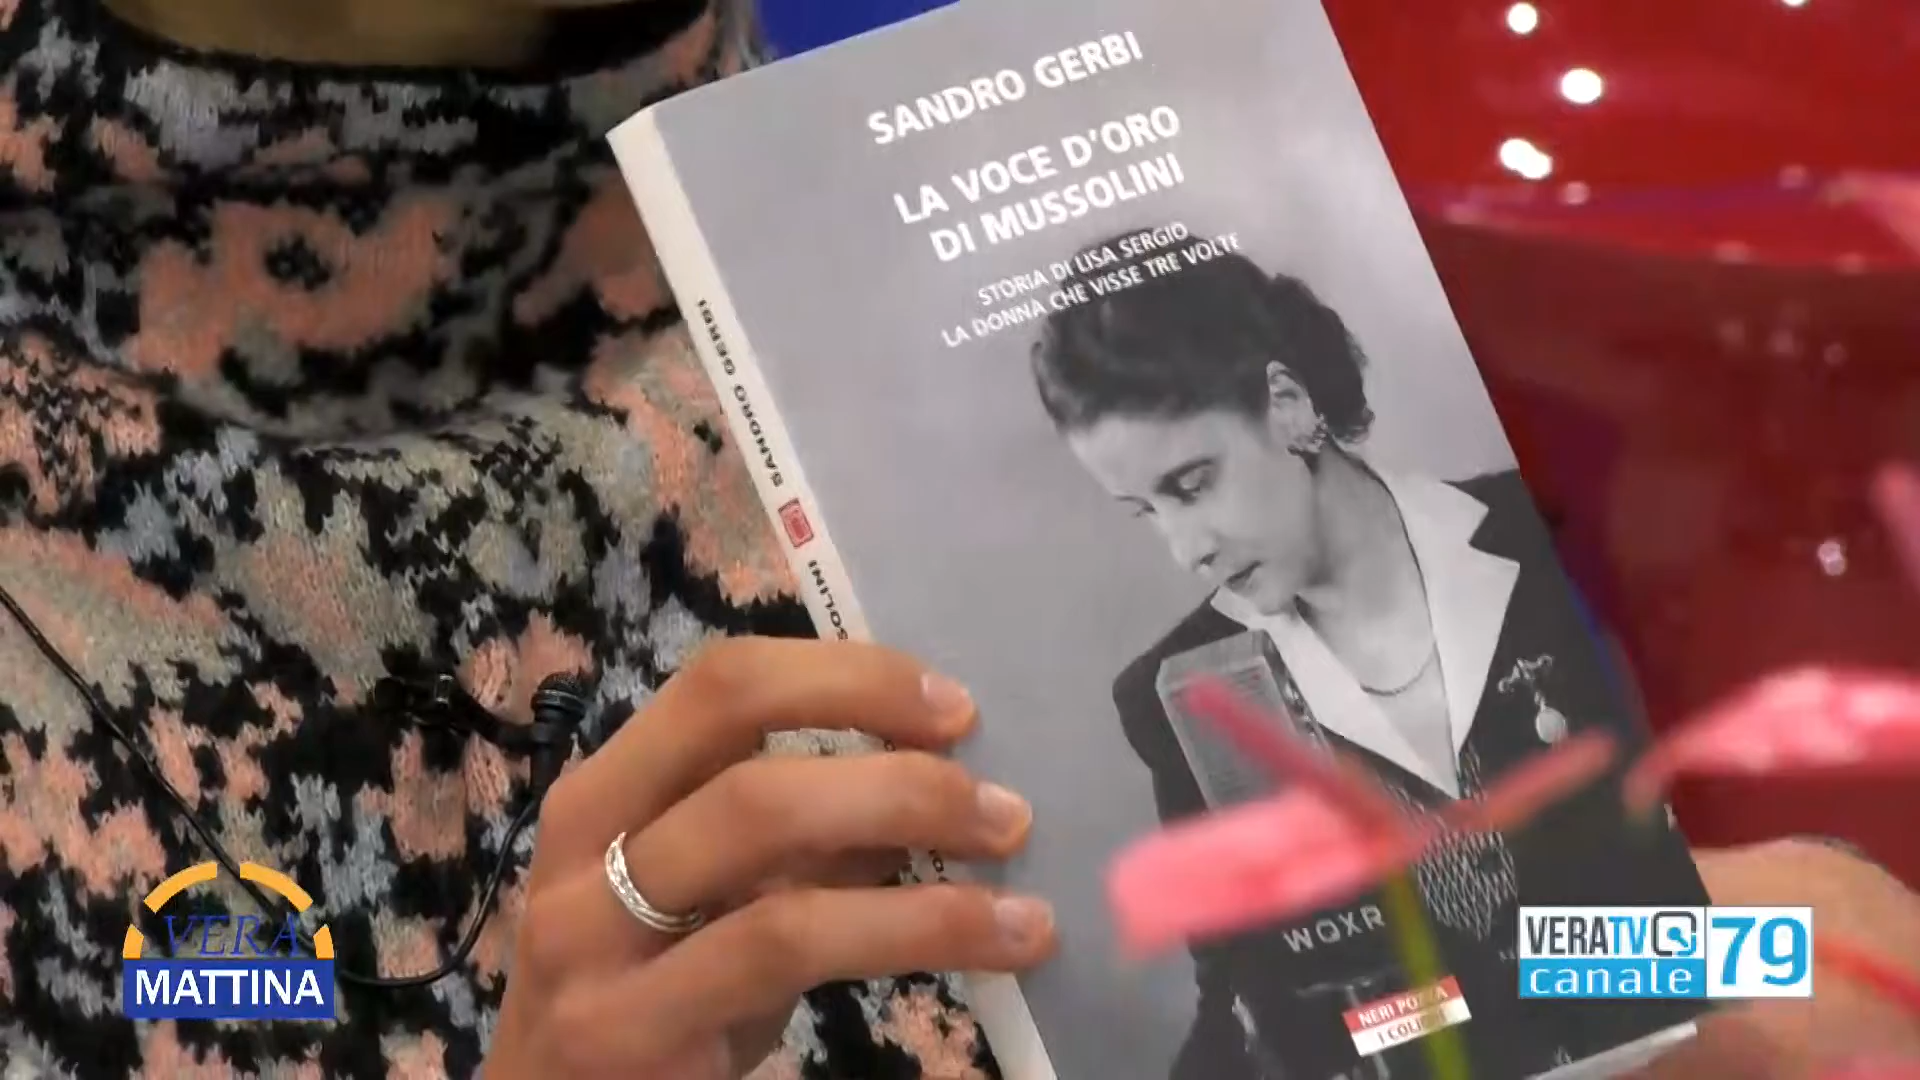 SANDRO GERBI
LA VOCE D'ORO
DI MUSSOLINI
STORIA DI LISA SERGIO
LA DONNA CHE VISSE TRE VOLTE
SANDRO GERBI
WQXR
NERI POZZA
I COLIBRÌ
VERA
MATTINA
VERATV
canale
79